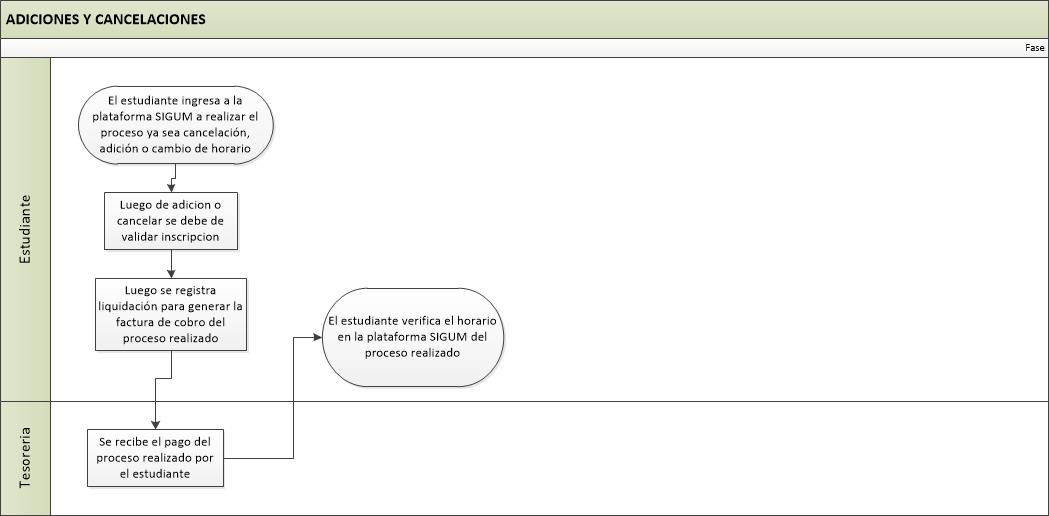 ADICIONES Y CANCELACIONES
Fase
Estudiante
El estudiante ingresa a la
plataforma SIGUM a realizar el
proceso ya sea cancelación,
adición o cambio de horario
Luego de adicion o
cancelar se debe de
validar inscripcion
Luego se registra
liquidación para generar la
factura de cobro del
proceso realizado
El estudiante verifica el horario
en la plataforma SIGUM del
proceso realizado
Tesoreria
Se recibe el pago del
proceso realizado por
el estudiante